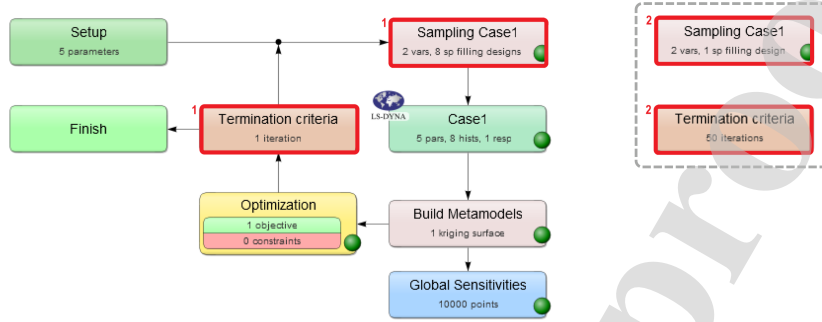 Setup
5 parameters
1
Sampling Case1
2 vars, 8 sp filling designs
2
Sampling Case1
2 vars, 1 sp filling design
Finish
1
Termination criteria
1 iteration
LS-DYNA
Case1
5 pars, 8 hists, 1 resp
2
Termination criteria
50 iterations
Optimization
1 objective
0 constraints
Build Metamodels
1 kriging surface
Global Sensitivities
10000 points